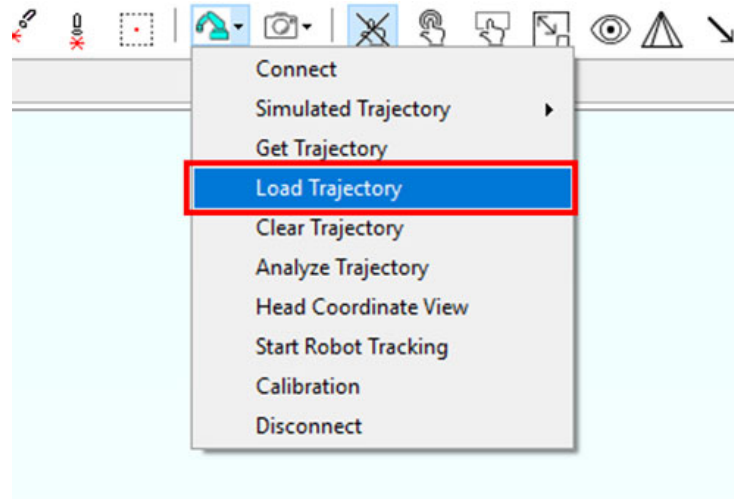 Connect
Simulated Trajectory
Get Trajectory
Load Trajectory
Clear Trajectory
Analyze Trajectory
Head Coordinate View
Start Robot Tracking
Calibration
Disconnect